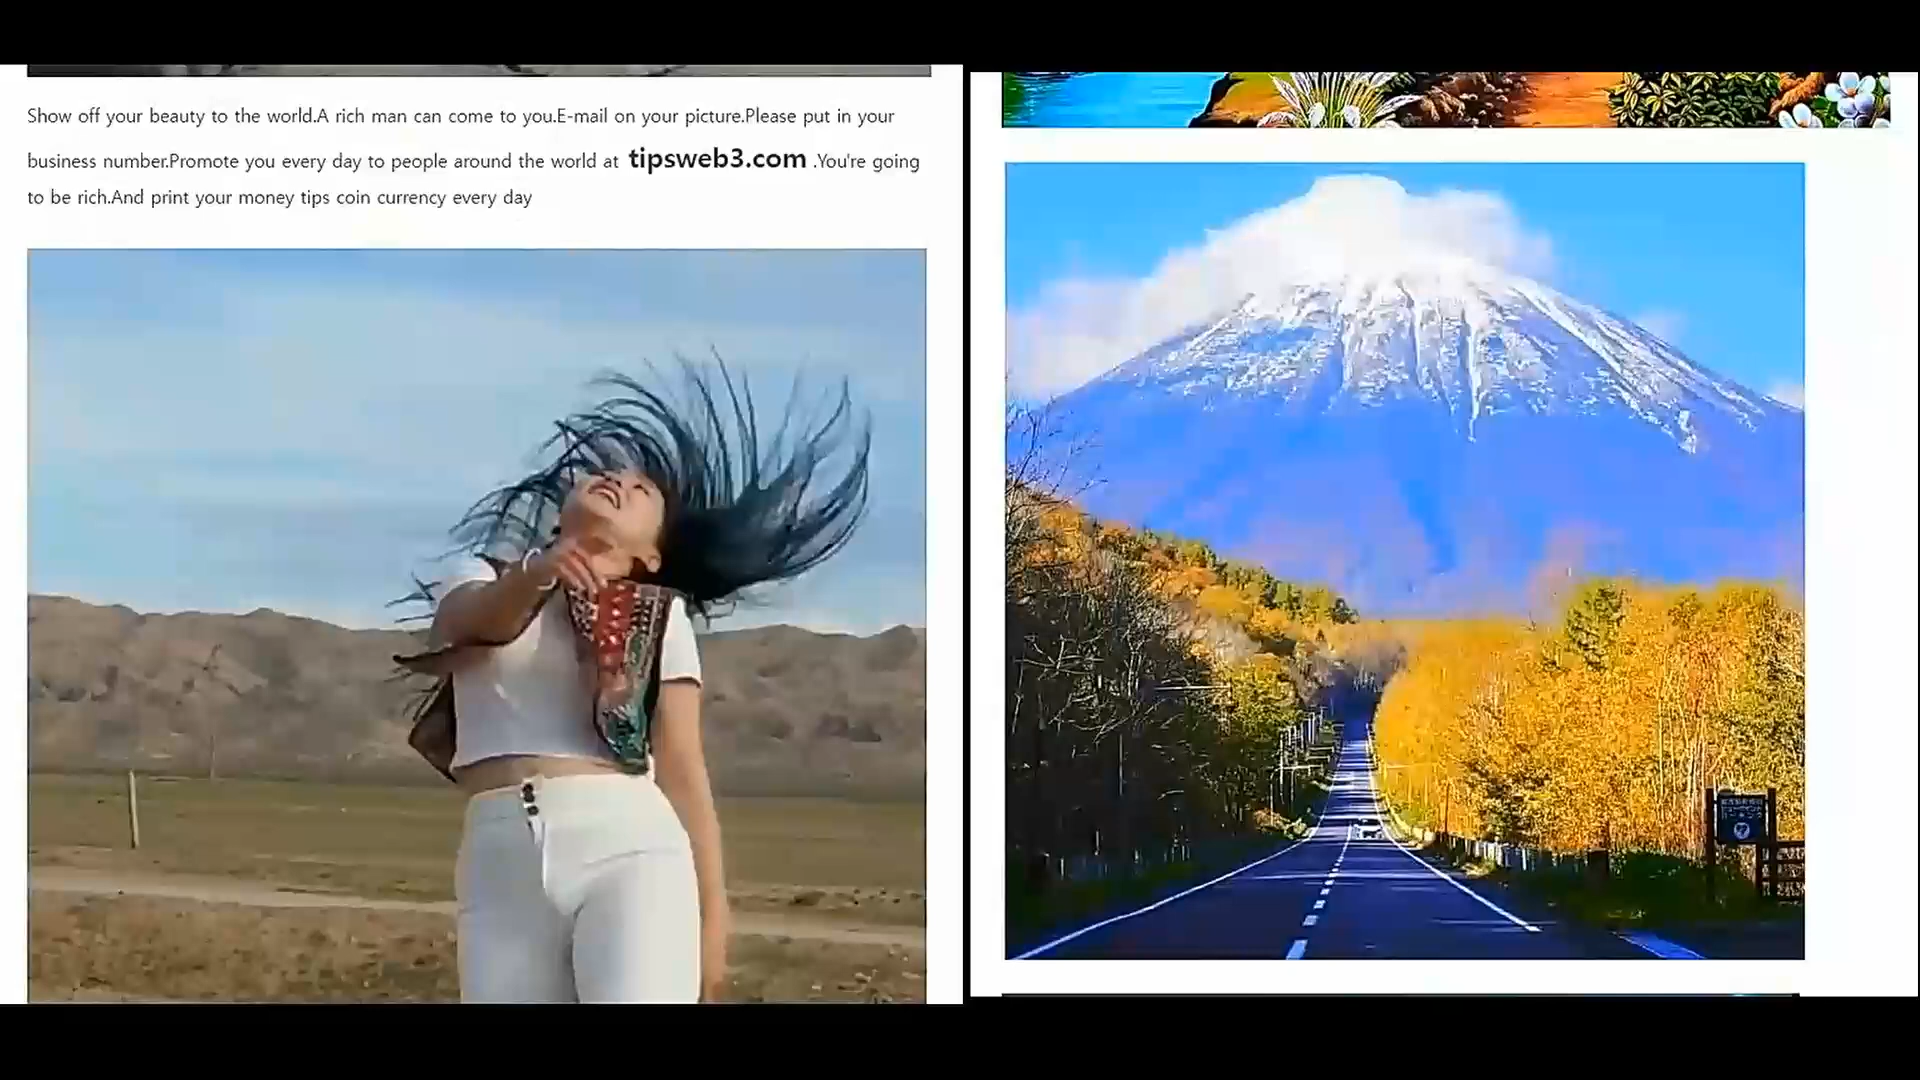 Show off your beauty to the world.A rich man can come to you.E-mail on your picture.Please put in your
business number.Promote you every day to people around the world at tipsweb3.com .You're going
to be rich.And print your money tips coin currency every day